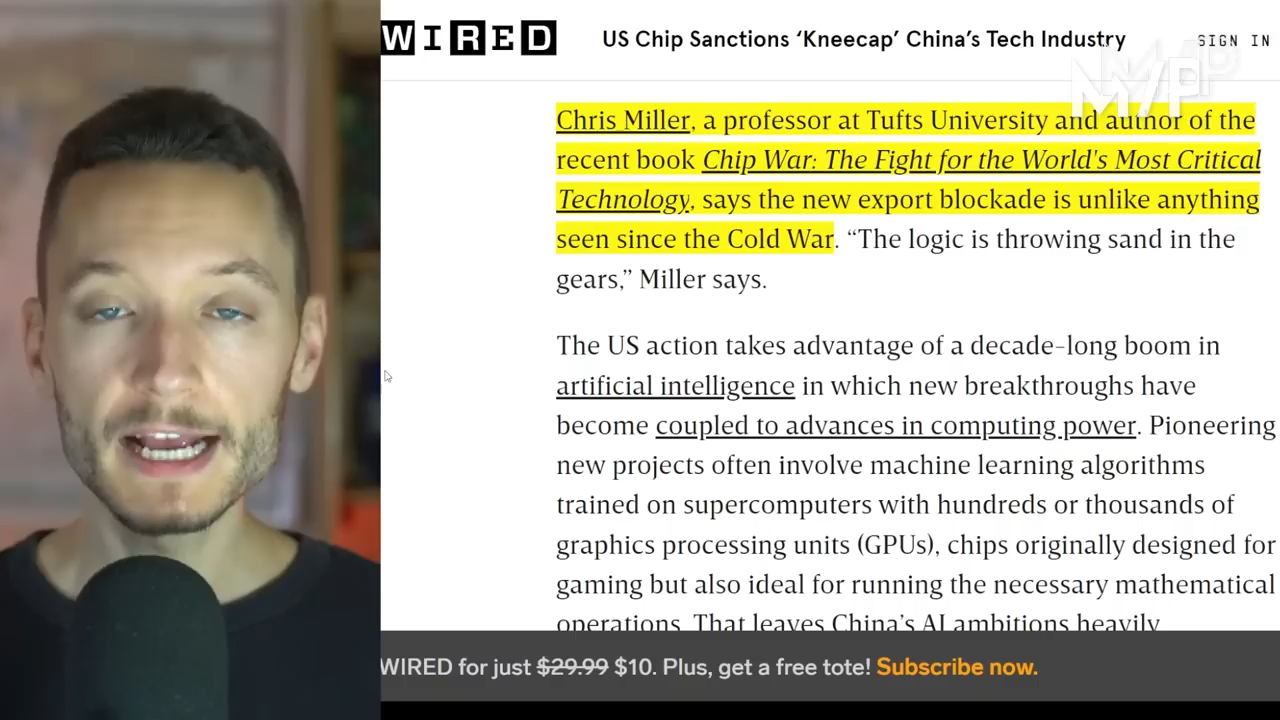 WIRED
US Chip Sanctions ‘Kneecap’ China’s Tech Industry
SIGN IN
MVP
Chris Miller, a professor at Tufts University and author of the
recent book Chip War: The Fight for the World's Most Critical
Technology, says the new export blockade is unlike anything
seen since the Cold War. “The logic is throwing sand in the
gears,” Miller says.
The US action takes advantage of a decade-long boom in
artificial intelligence in which new breakthroughs have
become coupled to advances in computing power. Pioneering
new projects often involve machine learning algorithms
trained on supercomputers with hundreds or thousands of
graphics processing units (GPUs), chips originally designed for
gaming but also ideal for running the necessary mathematical
operations. That leaves China’s AI ambitions heavily
WIRED for just $29.99 $10. Plus, get a free tote! Subscribe now.